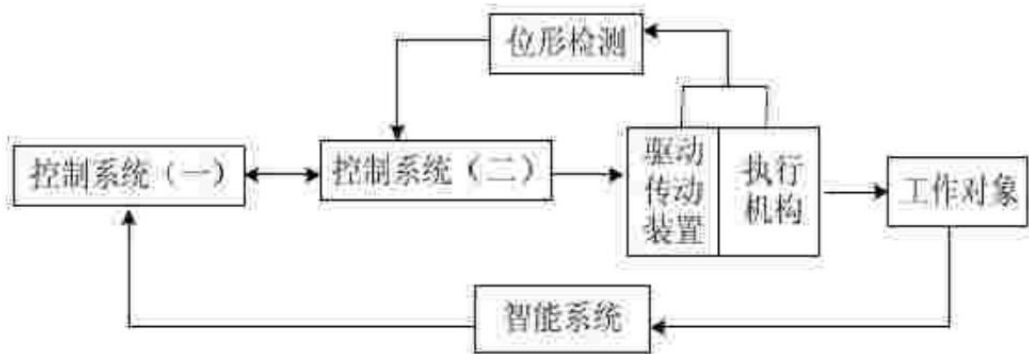 位形检测
控制系统(一)
控制系统(二)
驱动
传动
装置
执行
机构
工作对象
智能系统